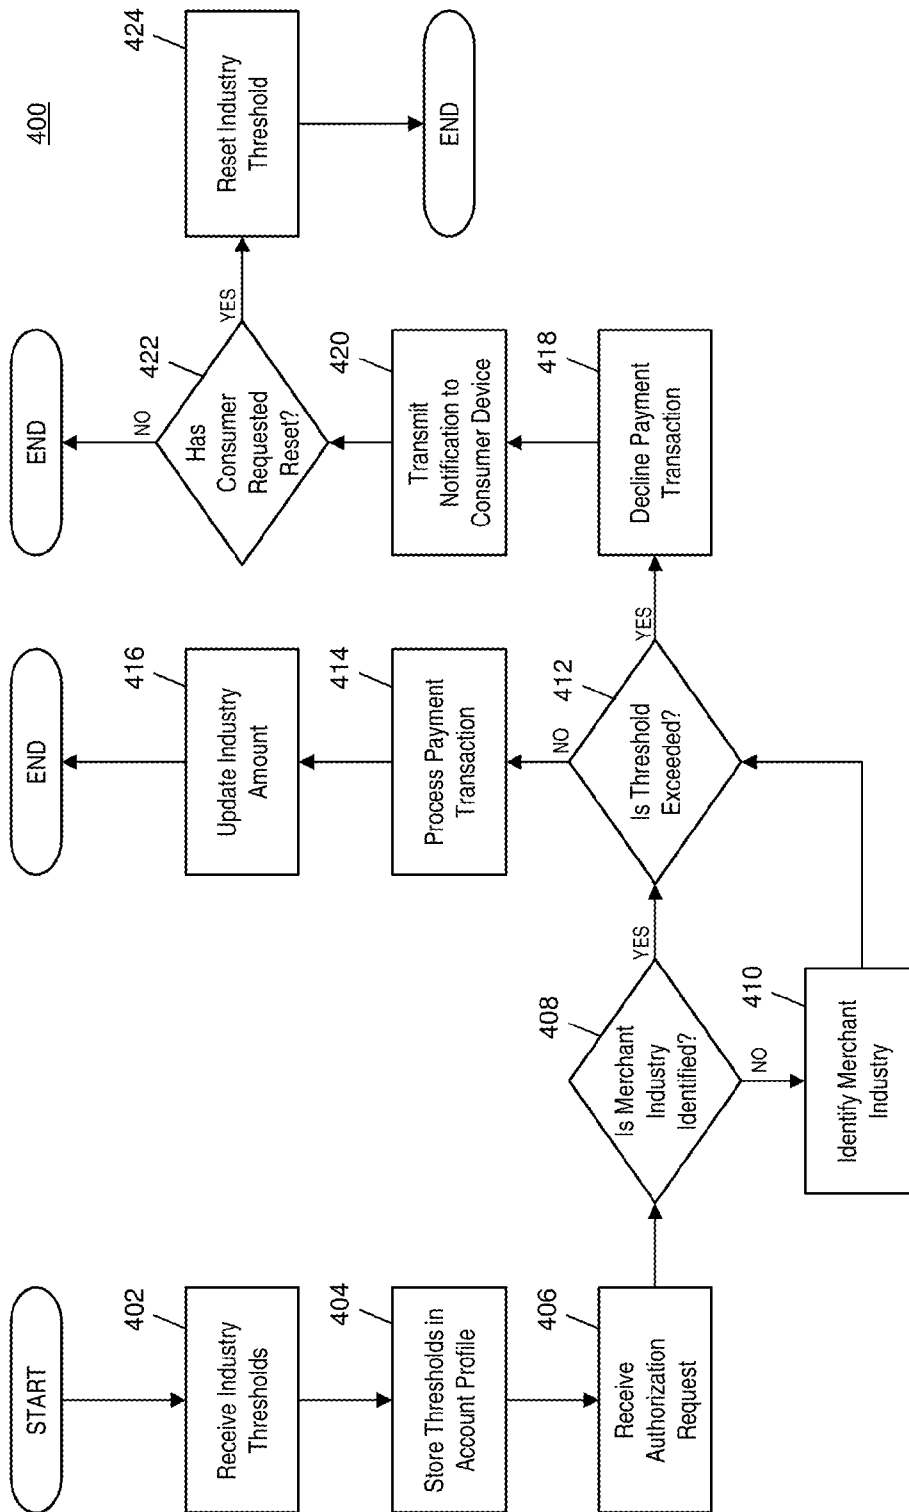 400
START
402
Receive Industry
Thresholds
404
Store Thresholds in
Account Profile
406
Receive
Authorization
Request
408
Is Merchant
Industry
Identified?
YES
NO
410
Identify Merchant
Industry
412
Is Threshold
Exceeded?
NO
YES
414
Process Payment
Transaction
416
Update Industry
Amount
END
418
Decline Payment
Transaction
420
Transmit
Notification to
Consumer Device
422
Has
Consumer
Requested
Reset?
NO
YES
END
424
Reset Industry
Threshold
END